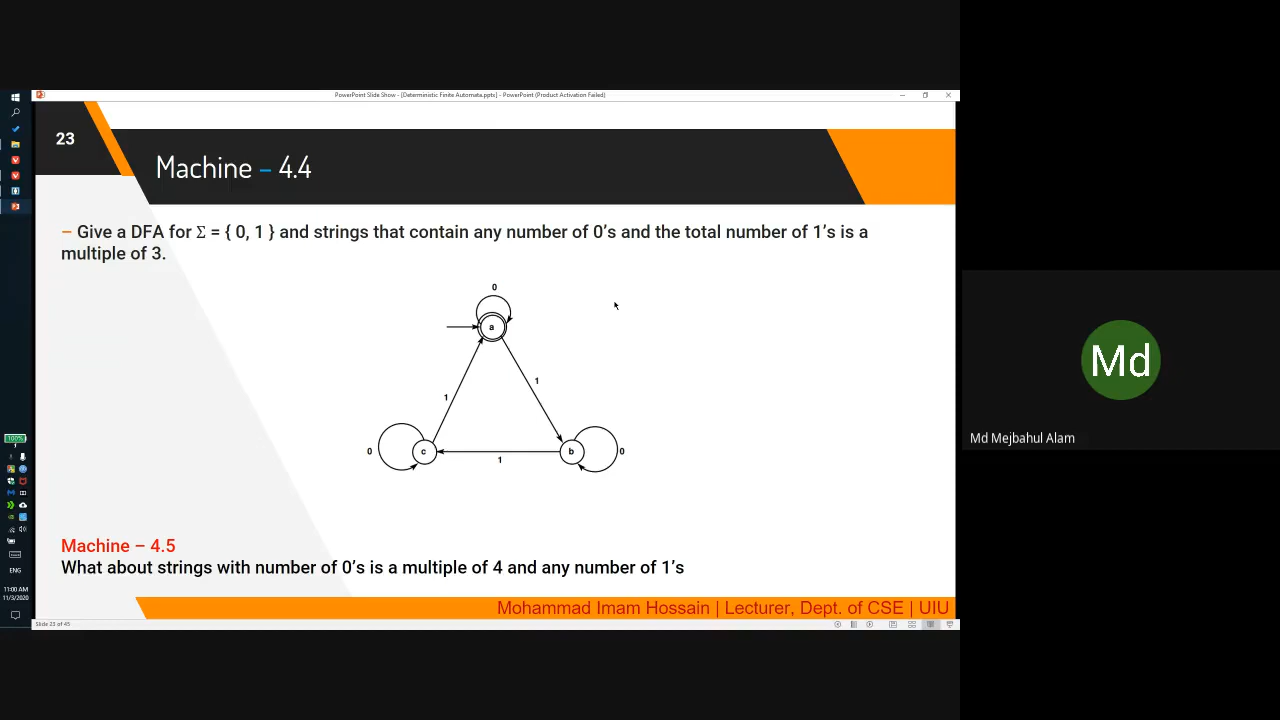 PowerPoint Slide Show - [Deterministic Finite Automata.ppts] - PowerPoint (Product Activation Failed)
23
Machine – 4.4
– Give a DFA for Σ = { 0, 1 } and strings that contain any number of 0's and the total number of 1's is a
multiple of 3.
0
a
1
1
0
c
b
0
1
Machine – 4.5
What about strings with number of 0's is a multiple of 4 and any number of 1's
Mohammad Imam Hossain | Lecturer, Dept. of CSE | UIU
100%
ENG
11:00 AM
11/3/2020
Slide 23 of 45
Md
Md Mejbahul Alam